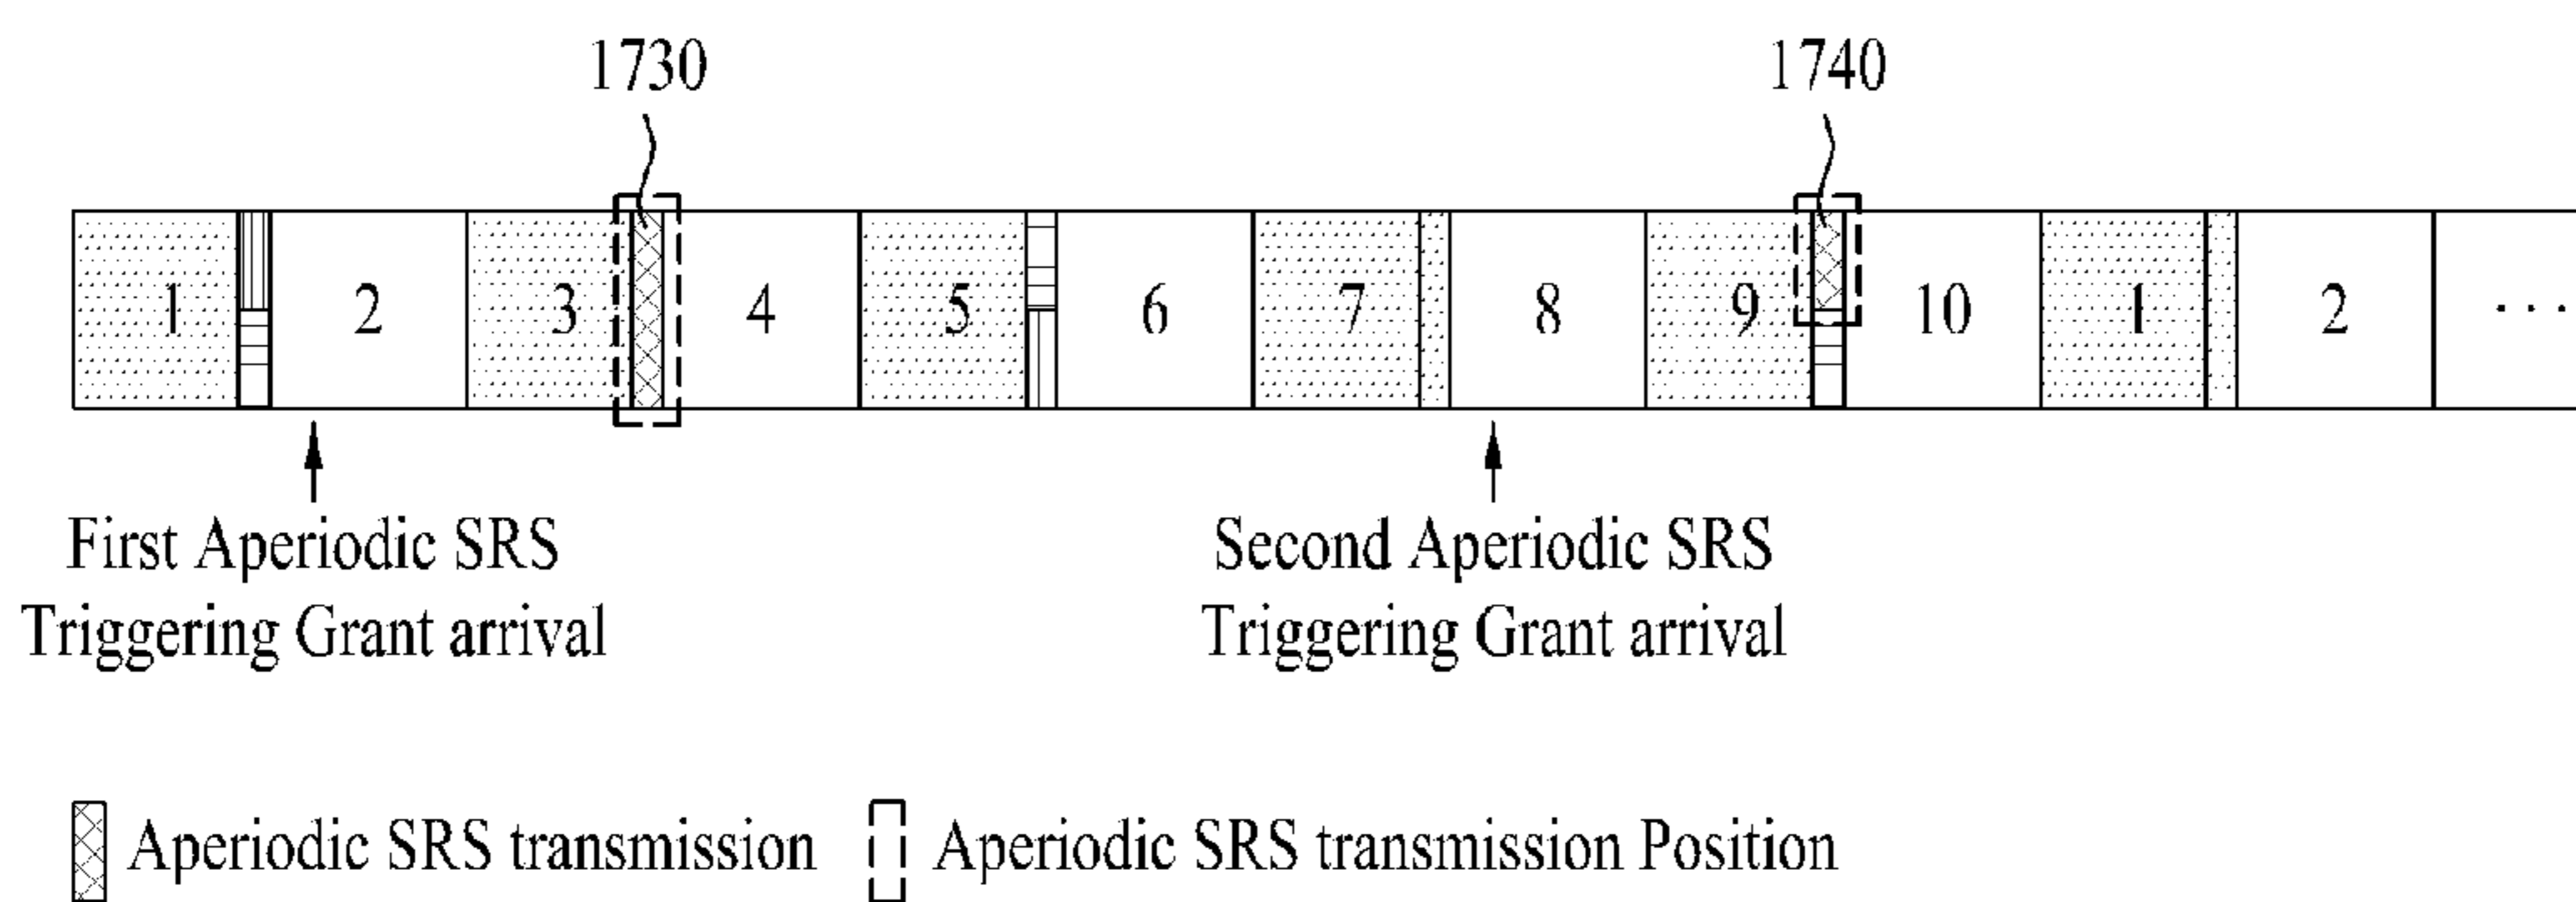 1730 1740
1 2 3 4 5 6 7 8 9 10 1 2 ...
First Aperiodic SRS
Triggering Grant arrival
Second Aperiodic SRS
Triggering Grant arrival
Aperiodic SRS transmission
Aperiodic SRS transmission Position